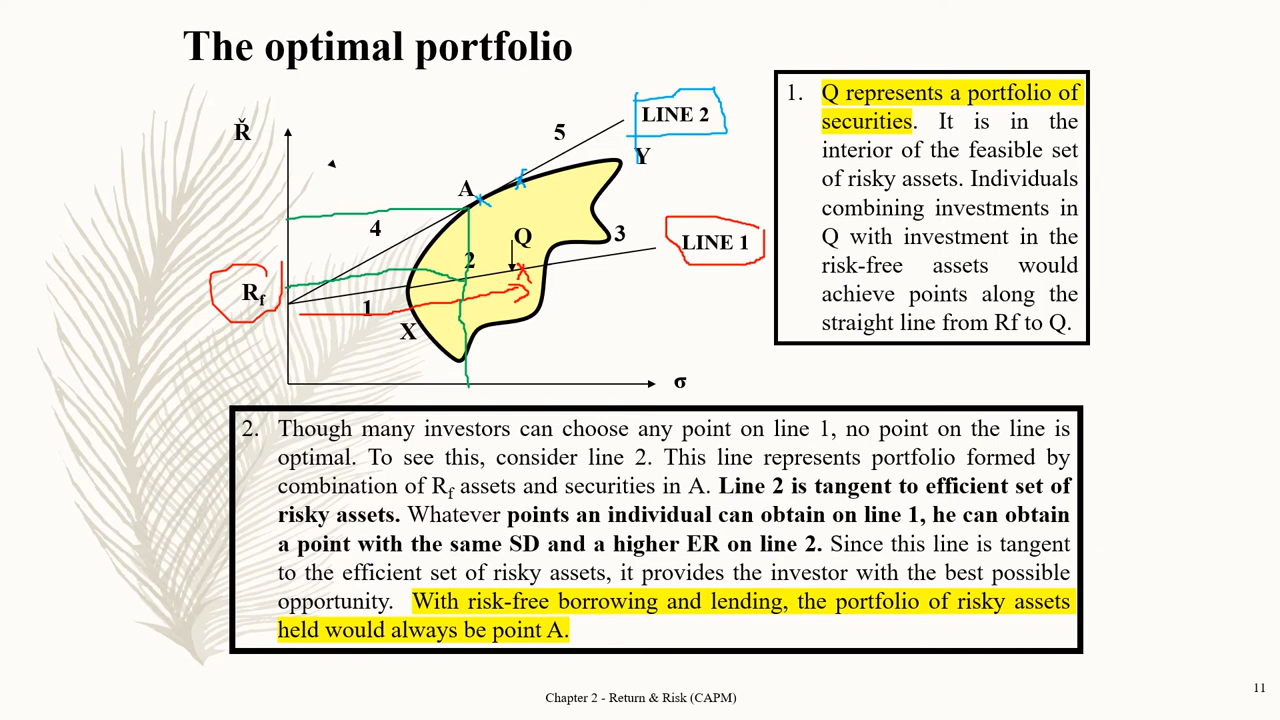 The optimal portfolio
Ř
5
LINE 2
Y
A
4
Q
3
LINE 1
2
Rf
1
X
σ
1. Q represents a portfolio of
securities. It is in the
interior of the feasible set
of risky assets. Individuals
combining investments in
Q with investment in the
risk-free assets would
achieve points along the
straight line from Rf to Q.
2. Though many investors can choose any point on line 1, no point on the line is
optimal. To see this, consider line 2. This line represents portfolio formed by
combination of Rf assets and securities in A. Line 2 is tangent to efficient set of
risky assets. Whatever points an individual can obtain on line 1, he can obtain
a point with the same SD and a higher ER on line 2. Since this line is tangent
to the efficient set of risky assets, it provides the investor with the best possible
opportunity. With risk-free borrowing and lending, the portfolio of risky assets
held would always be point A.
Chapter 2 - Return & Risk (CAPM)
11